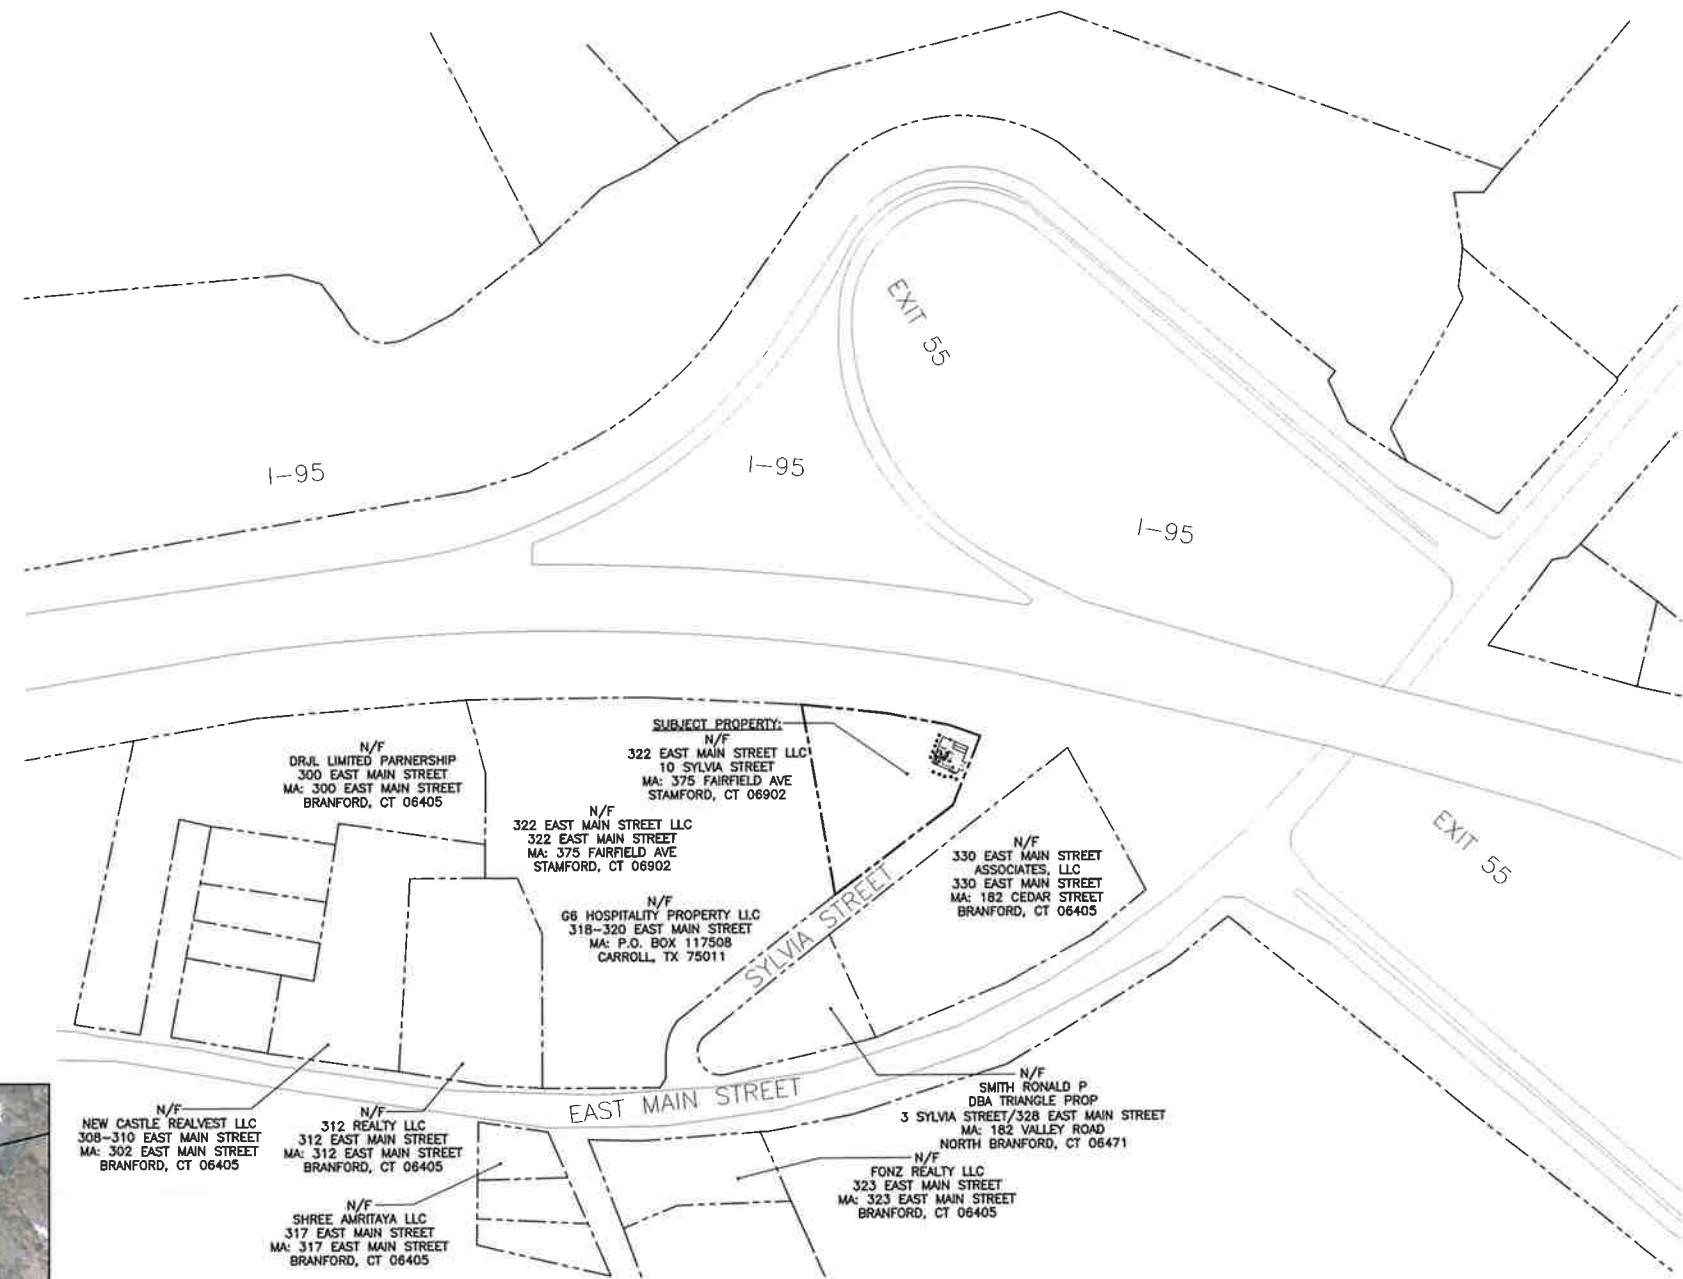 EXIT 55
I-95
I-95
I-95
SUBJECT PROPERTY:
N/F
322 EAST MAIN STREET LLC
10 SYLVIA STREET
MA: 375 FAIRFIELD AVE
STAMFORD, CT 06902
N/F
DRJL LIMITED PARNERSHIP
300 EAST MAIN STREET
MA: 300 EAST MAIN STREET
BRANFORD, CT 06405
N/F
322 EAST MAIN STREET LLC
322 EAST MAIN STREET
MA: 375 FAIRFIELD AVE
STAMFORD, CT 06902
N/F
330 EAST MAIN STREET
ASSOCIATES, LLC
330 EAST MAIN STREET
MA: 182 CEDAR STREET
BRANFORD, CT 06405
EXIT 55
N/F
G6 HOSPITALITY PROPERTY LLC
318-320 EAST MAIN STREET
MA: P.O. BOX 117508
CARROLL, TX 75011
SYLVIA STREET
EAST MAIN STREET
N/F
NEW CASTLE REALVEST LLC
308-310 EAST MAIN STREET
MA: 302 EAST MAIN STREET
BRANFORD, CT 06405
N/F
312 REALTY LLC
312 EAST MAIN STREET
MA: 312 EAST MAIN STREET
BRANFORD, CT 06405
N/F
SMITH RONALD P
DBA TRIANGLE PROP
3 SYLVIA STREET/328 EAST MAIN STREET
MA: 182 VALLEY ROAD
NORTH BRANFORD, CT 06471
N/F
FONZ REALTY LLC
323 EAST MAIN STREET
MA: 323 EAST MAIN STREET
BRANFORD, CT 06405
N/F
SHREE AMRITAYA LLC
317 EAST MAIN STREET
MA: 317 EAST MAIN STREET
BRANFORD, CT 06405